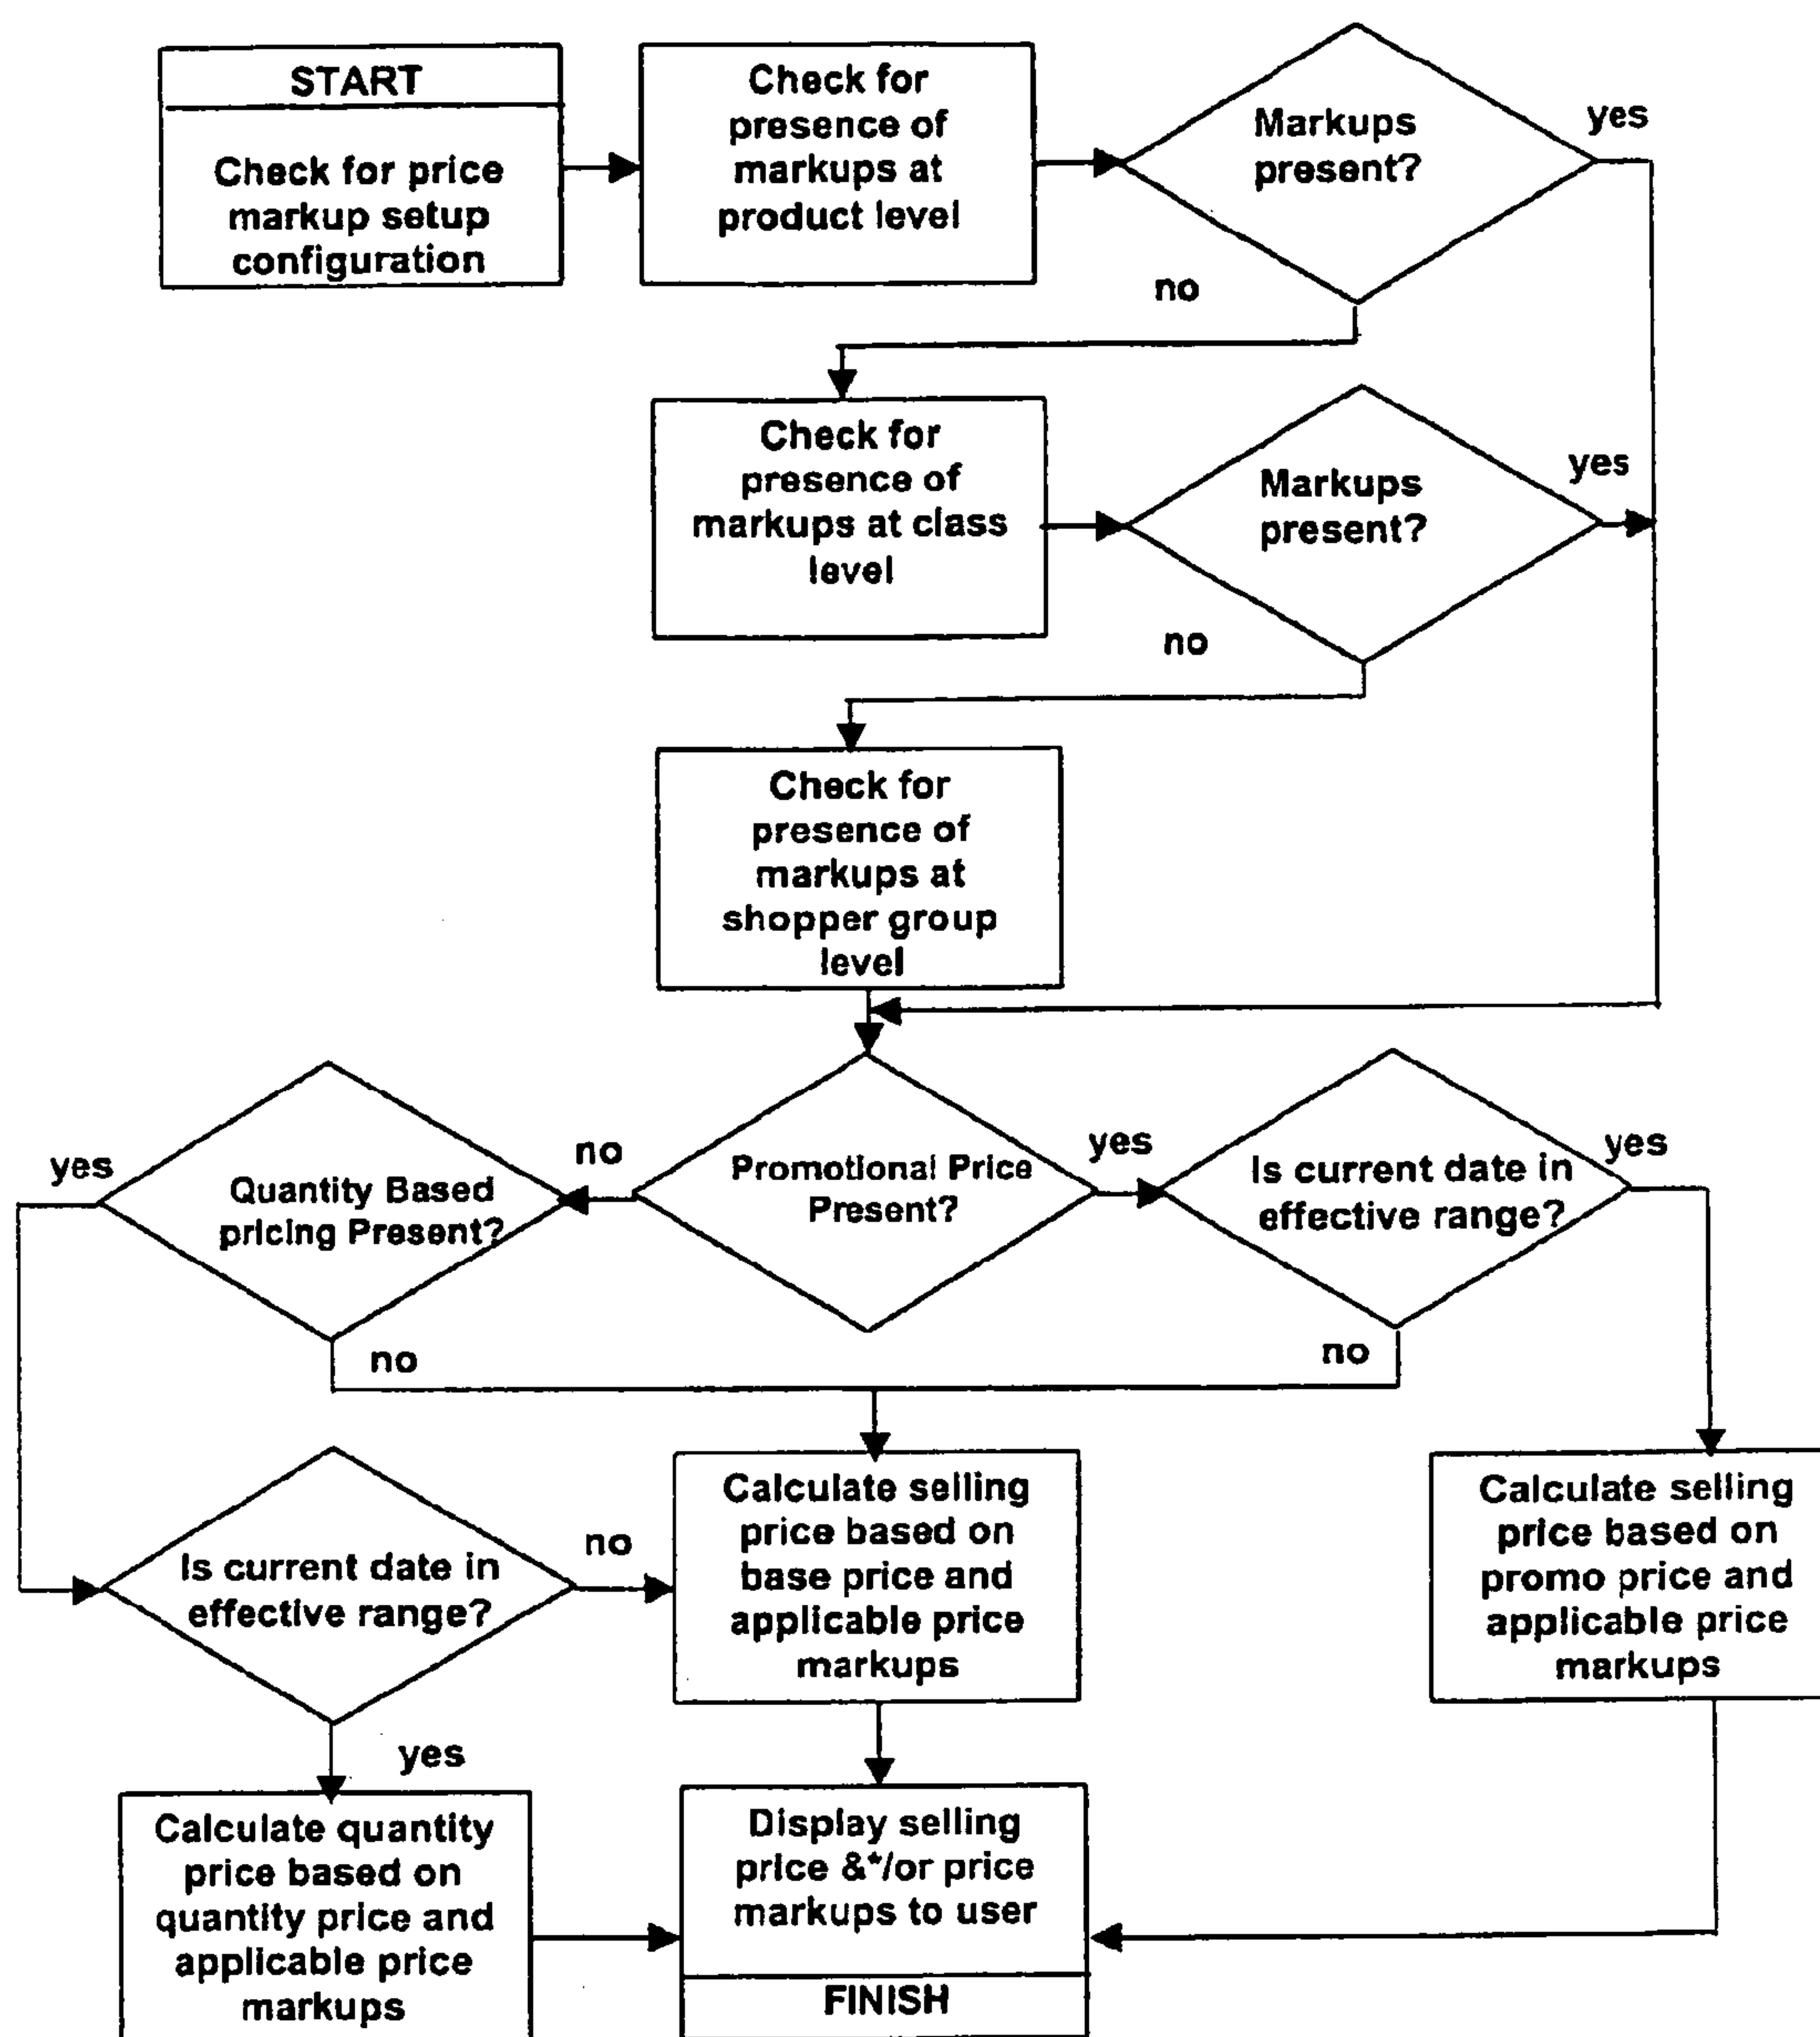 START
Check for price
markup setup
configuration
Check for
presence of
markups at
product level
Markups
present?
yes
no
Check for
presence of
markups at class
level
Markups
present?
yes
no
Check for
presence of
markups at
shopper group
level
yes
Quantity Based
pricing Present?
no
Promotional Price
Present?
yes
Is current date in
effective range?
yes
no
no
Is current date in
effective range?
no
Calculate selling
price based on
base price and
applicable price
markups
Calculate selling
price based on
promo price and
applicable price
markups
yes
Calculate quantity
price based on
quantity price and
applicable price
markups
Display selling
price &*/or price
markups to user
FINISH